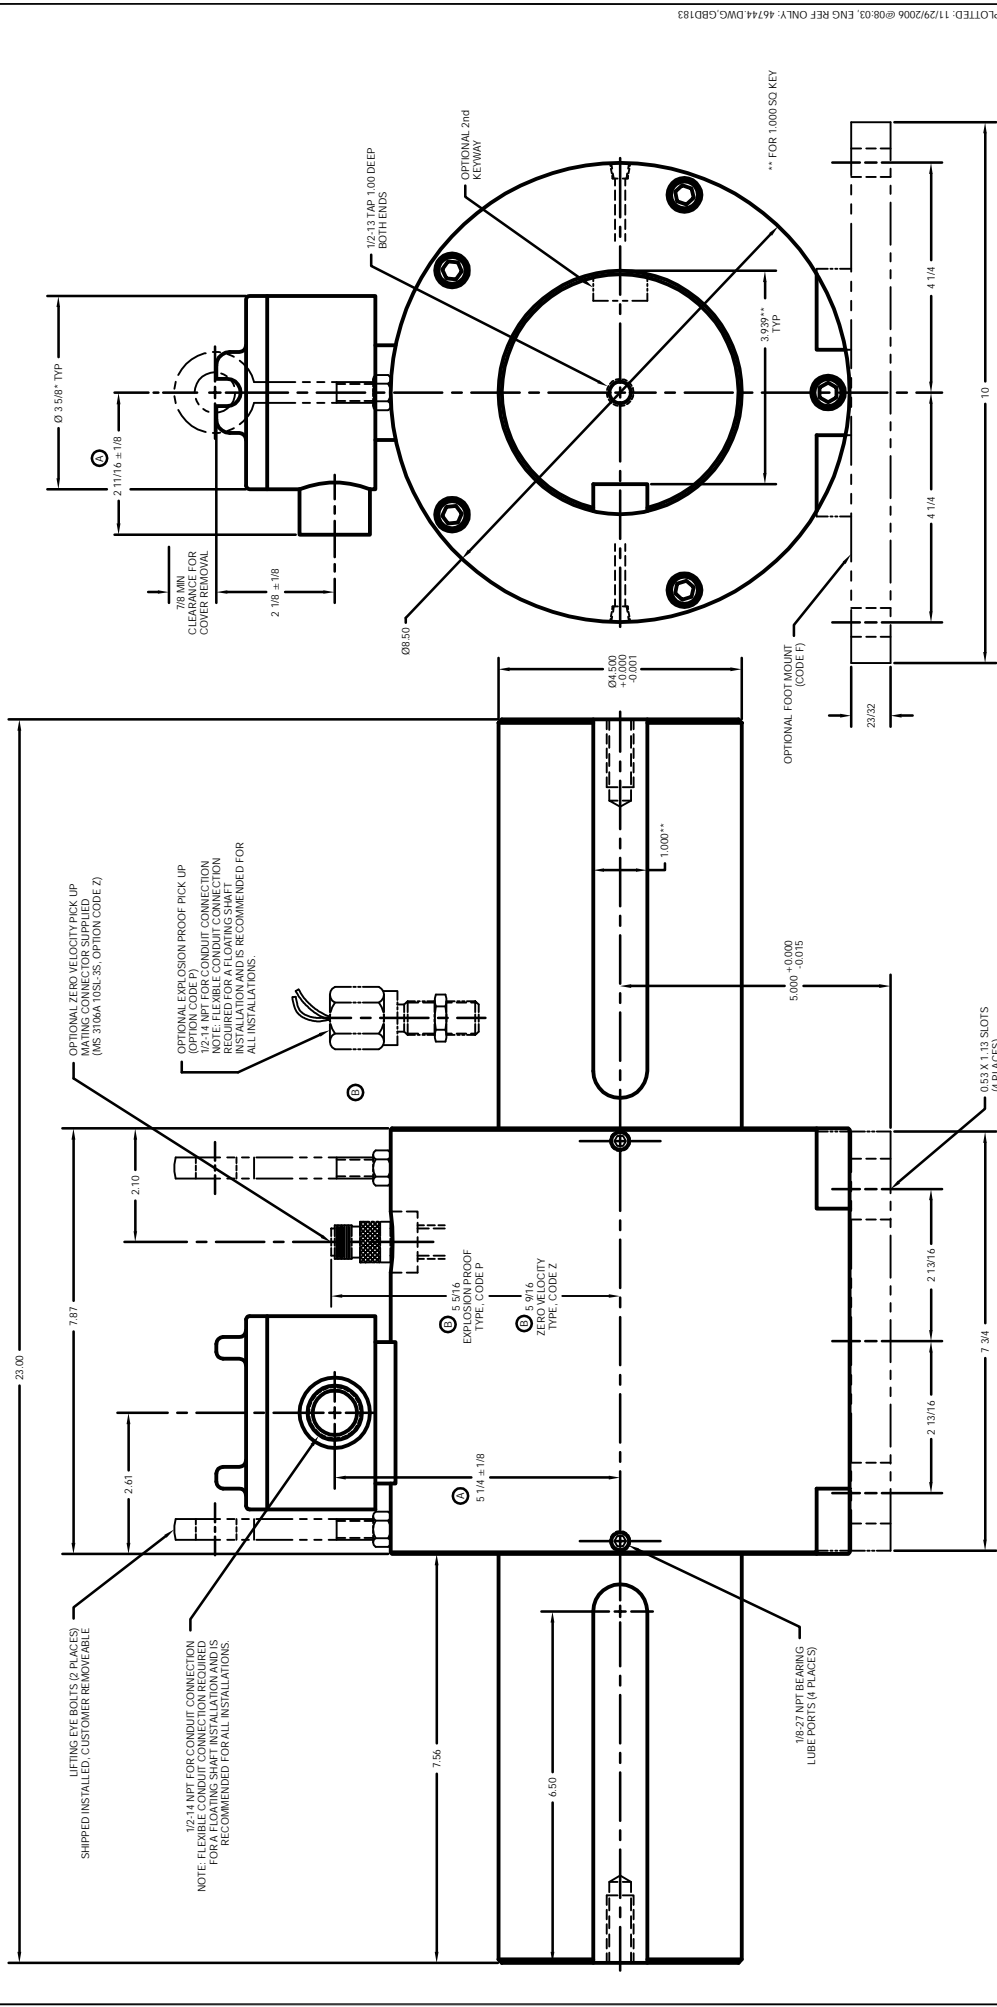 PLOTTED: 11/29/2006 @08:03, ENG REF ONLY: 44746.DWG,GBD183
23.00
7.87
2.61
2.10
LIFTING EYE BOLTS (2 PLACES)
SHIPPED INSTALLED, CUSTOMER REMOVEABLE
1/2-14 NPT FOR CONDUIT CONNECTION
NOTE: FLEXIBLE CONDUIT CONNECTION REQUIRED
FOR A FLOATING SHAFT INSTALLATION AND IS
RECOMMENDED FOR ALL INSTALLATIONS.
OPTIONAL ZERO VELOCITY PICK UP
MATING CONNECTOR SUPPLIED
(MS 3106A 10SL-3S, OPTION CODE Z)
OPTIONAL EXPLOSION PROOF PICK UP
(OPTION CODE P)
1/2-14 NPT FOR CONDUIT CONNECTION
NOTE: FLEXIBLE CONDUIT CONNECTION
REQUIRED FOR A FLOATING SHAFT
INSTALLATION AND IS RECOMMENDED FOR
ALL INSTALLATIONS.
B
7.56
6.50
A
5 1/4 ± 1/8
B
5 5/16
EXPLOSION PROOF
TYPE, CODE P
B
5 9/16
ZERO VELOCITY
TYPE, CODE Z
1.000**
5.000 +0.000
-0.015
1/8-27 NPT BEARING
LUBE PORTS (4 PLACES)
2 13/16
2 13/16
7 3/4
0.53 X 1.13 SLOTS
(4 PLACES)
Ø 3 5/8* TYP
A
2 11/16 ± 1/8
7/8 MIN
CLEARANCE FOR
COVER REMOVAL
2 1/8 ± 1/8
1/2-13 TAP 1.00 DEEP
BOTH ENDS
OPTIONAL 2nd
KEYWAY
Ø8.50
Ø4.500
+0.000
-0.001
3.939**
TYP
** FOR 1.000 SQ KEY
OPTIONAL FOOT MOUNT
(CODE F)
23/32
4 1/4
4 1/4
10